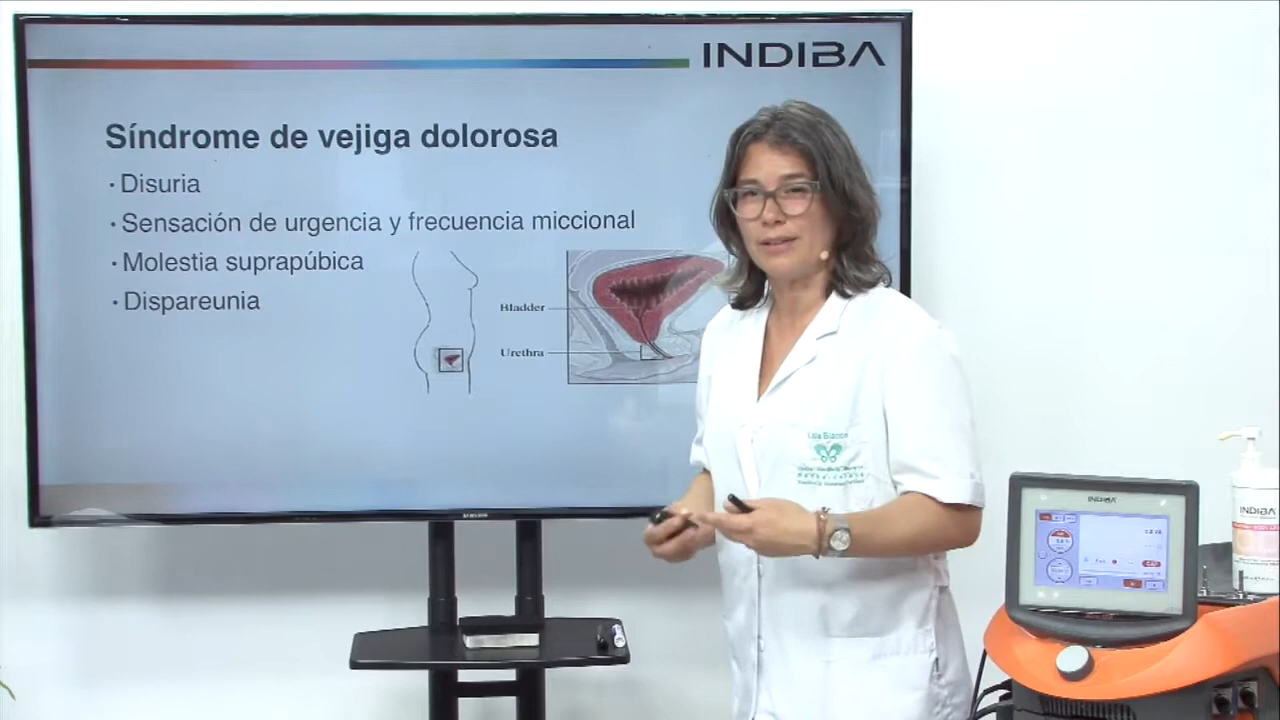 INDIBA
Síndrome de vejiga dolorosa
· Disuria
· Sensación de urgencia y frecuencia miccional
· Molestia suprapúbica
· Dispareunia
Bladder
Urethra
INDIBA
INDIBA